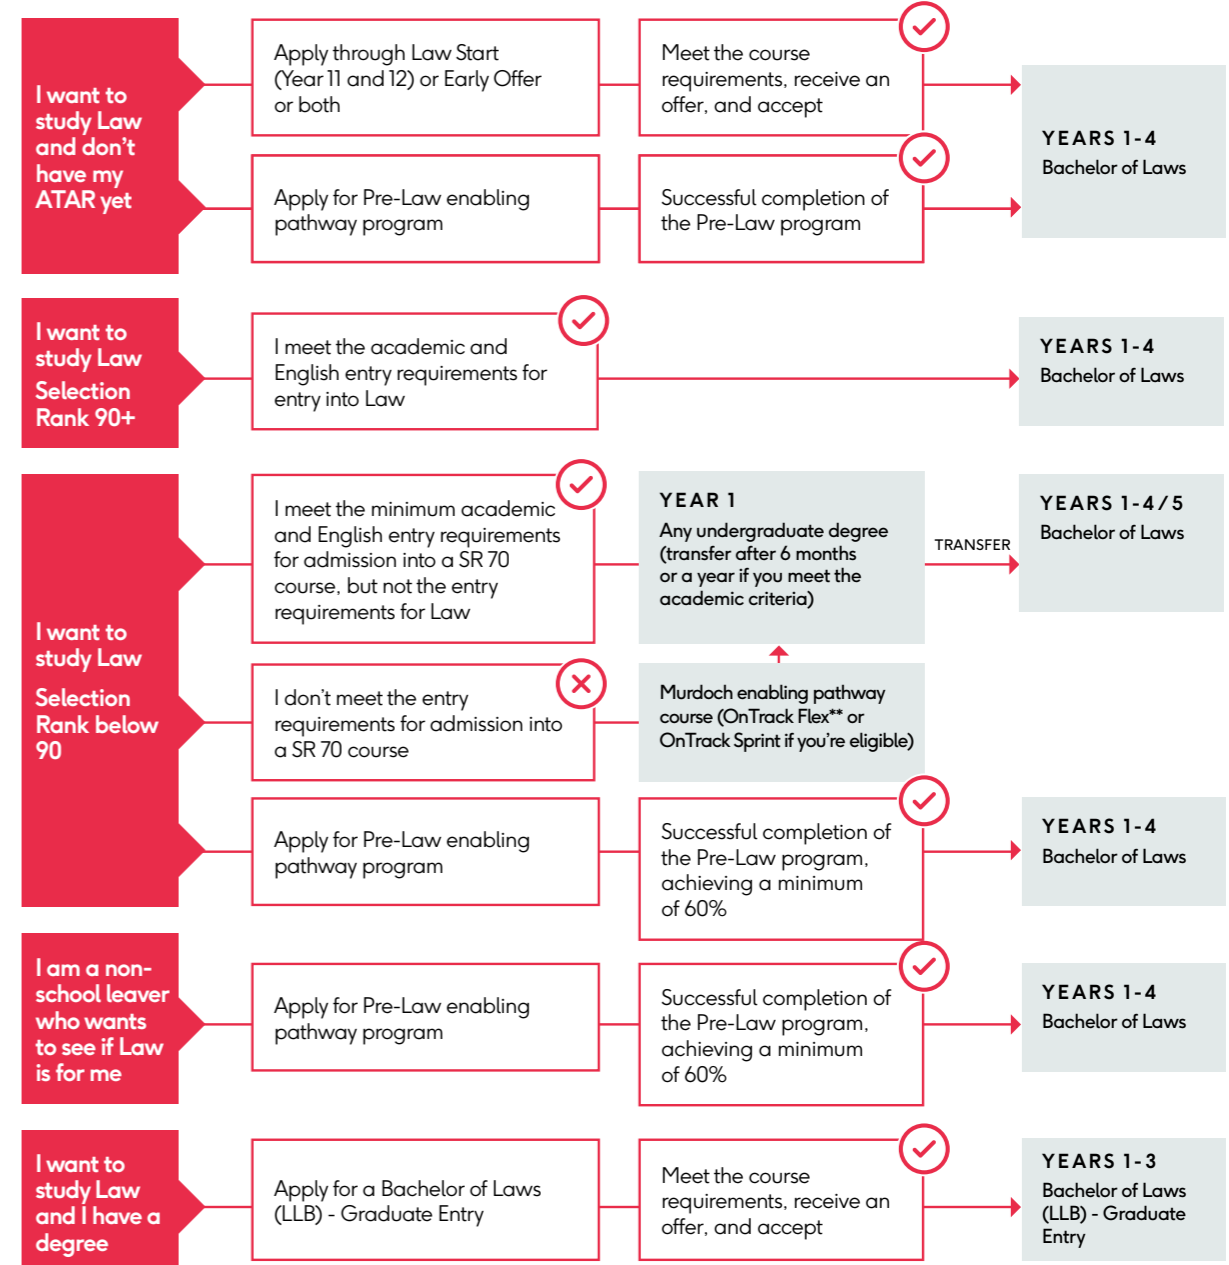 I want to
study Law
and don't
have my
ATAR yet
Apply through Law Start
(Year 11 and 12) or Early Offer
or both
Meet the course
requirements, receive an
offer, and accept
YEARS 1-4
Bachelor of Laws
Apply for Pre-Law enabling
pathway program
Successful completion of
the Pre-Law program
I want to
study Law
Selection
Rank 90+
I meet the academic and
English entry requirements for
entry into Law
YEARS 1-4
Bachelor of Laws
I want to
study Law
Selection
Rank below
90
I meet the minimum academic
and English entry requirements
for admission into a SR 70
course, but not the entry
requirements for Law
YEAR 1
Any undergraduate degree
(transfer after 6 months
or a year if you meet the
academic criteria)
TRANSFER
YEARS 1-4/5
Bachelor of Laws
I don't meet the entry
requirements for admission into
a SR 70 course
Murdoch enabling pathway
course (OnTrack Flex** or
OnTrack Sprint if you're eligible)
Apply for Pre-Law enabling
pathway program
Successful completion of
the Pre-Law program,
achieving a minimum
of 60%
YEARS 1-4
Bachelor of Laws
I am a non-
school leaver
who wants
to see if Law
is for me
Apply for Pre-Law enabling
pathway program
Successful completion of
the Pre-Law program,
achieving a minimum
of 60%
YEARS 1-4
Bachelor of Laws
I want to
study Law
and I have a
degree
Apply for a Bachelor of Laws
(LLB) - Graduate Entry
Meet the course
requirements, receive an
offer, and accept
YEARS 1-3
Bachelor of Laws
(LLB) - Graduate
Entry